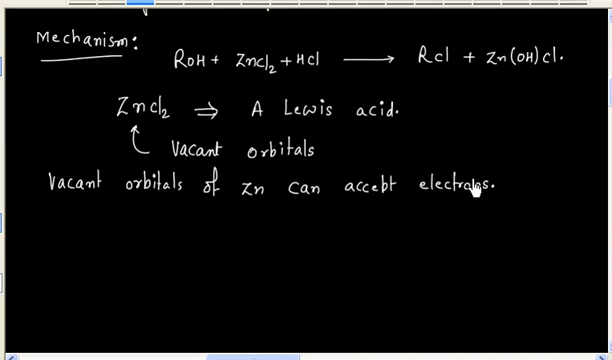 Mechanism:
ROH + ZnCl₂ + HCl ⟶ RCl + Zn(OH)Cl.
ZnCl₂ ⇒ A Lewis acid.
Vacant orbitals
Vacant orbitals of Zn can accept electrons.